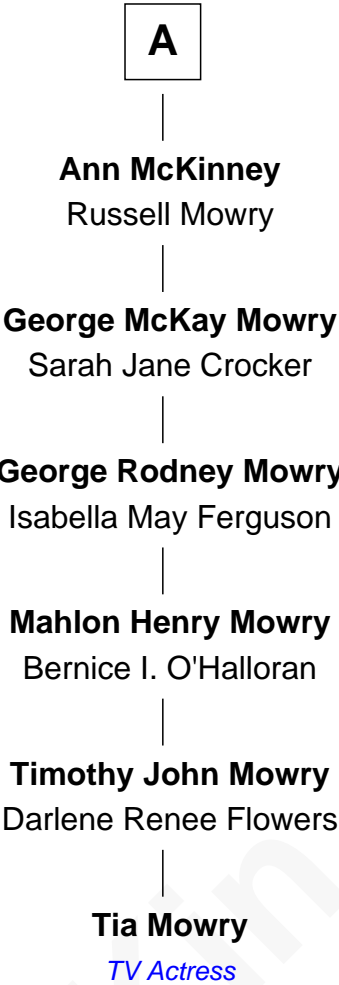 A
Ann McKinney
Russell Mowry
George McKay Mowry
Sarah Jane Crocker
George Rodney Mowry
Isabella May Ferguson
Mahlon Henry Mowry
Bernice I. O'Halloran
Timothy John Mowry
Darlene Renee Flowers
Tia Mowry
TV Actress